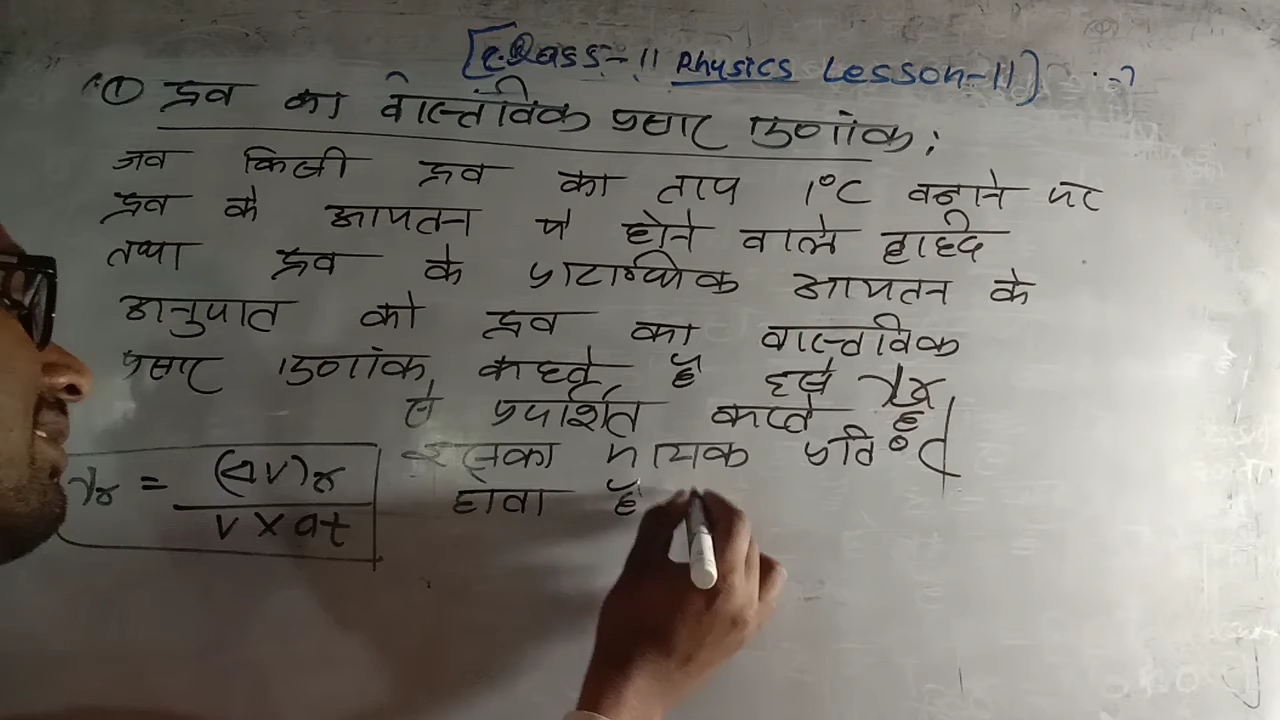 [Class-11 Physics Lesson-11]
① द्रव का वास्तविक प्रसार गुणांक:
जब किसी द्रव का ताप 1°C बढ़ाने पर
द्रव के आयतन में होने वाले वृद्धि
तथा द्रव के प्रारम्भिक आयतन के
अनुपात को द्रव का वास्तविक
प्रसार गुणांक, कहते हैं इसे γr
से प्रदर्शित करते है
इसका मात्रक प्रति °C
होता है
γr = (ΔV)r / V × Δt